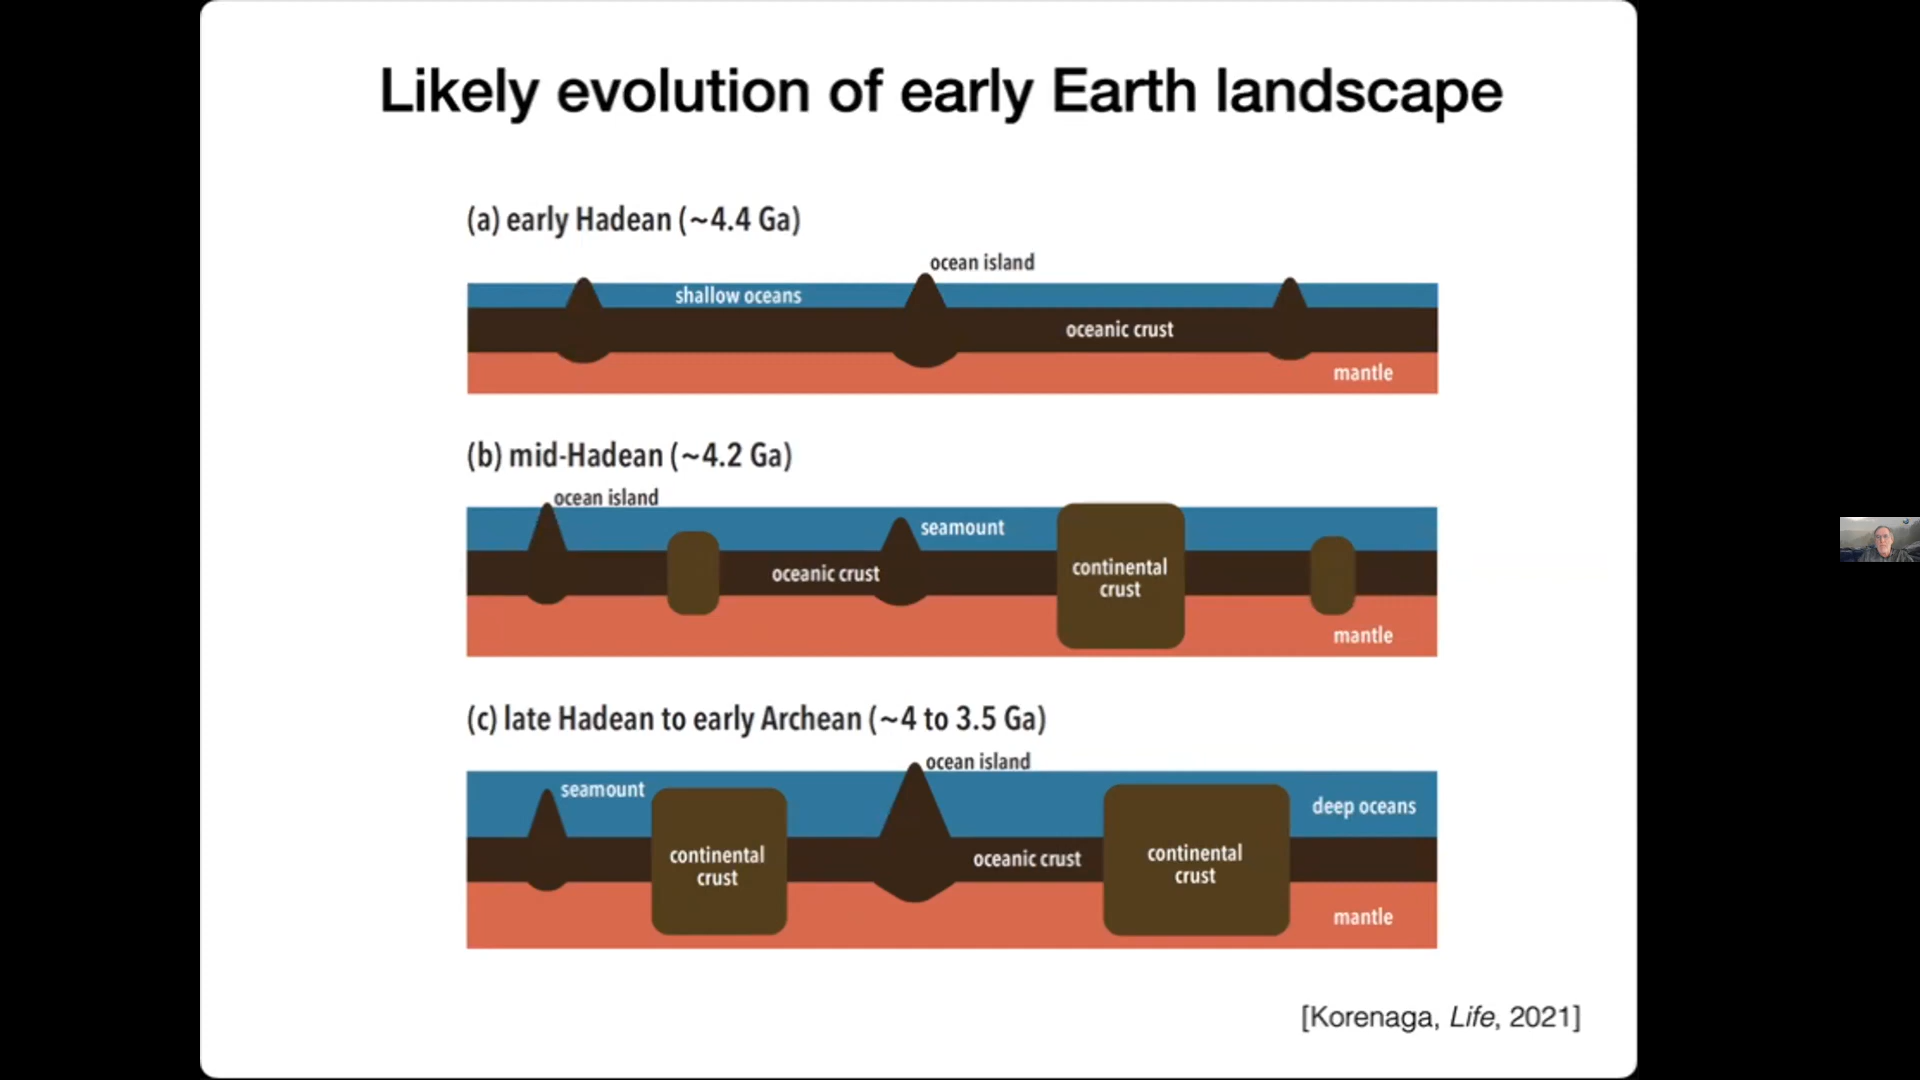 Likely evolution of early Earth landscape
(a) early Hadean (~4.4 Ga)
ocean island
shallow oceans
oceanic crust
mantle
(b) mid-Hadean (~4.2 Ga)
ocean island
seamount
oceanic crust
continental
crust
mantle
(c) late Hadean to early Archean (~4 to 3.5 Ga)
ocean island
seamount
deep oceans
continental
crust
oceanic crust
continental
crust
mantle
[Korenaga, Life, 2021]